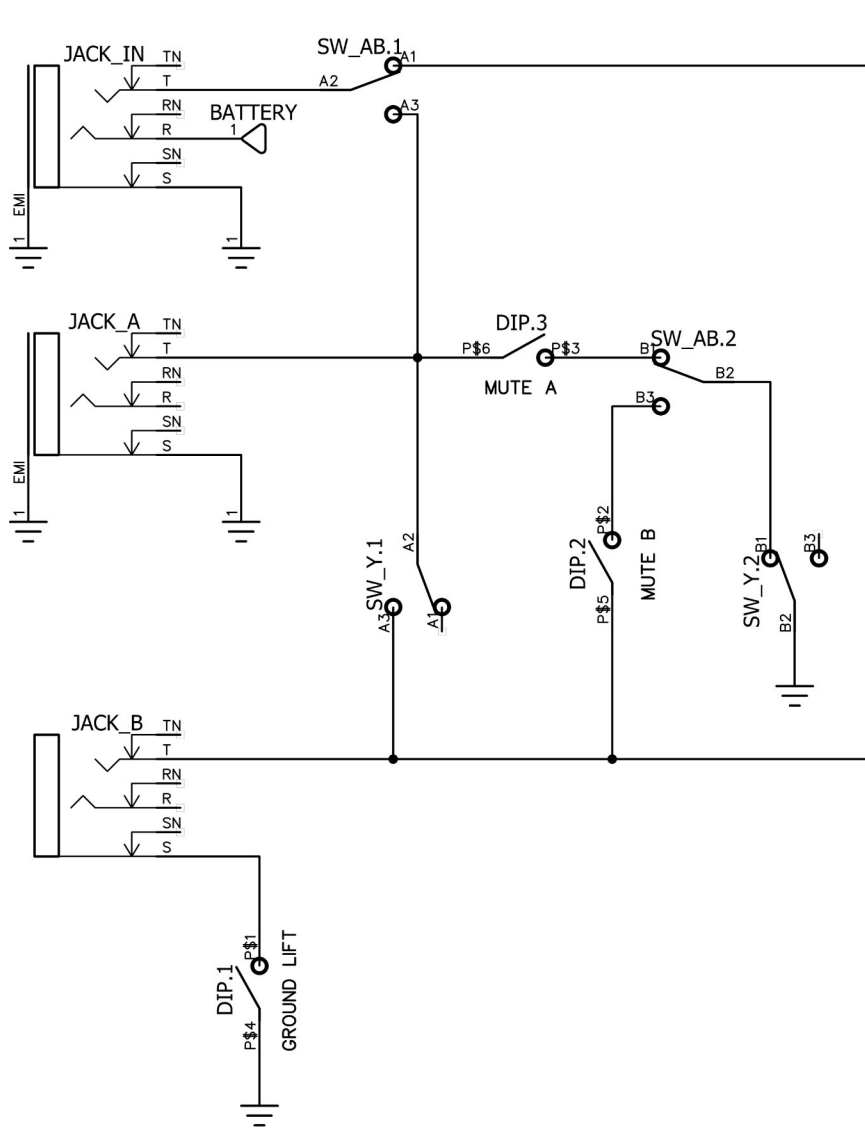 JACK_IN
TN
T
RN
R
SN
S
EMI
1
1
BATTERY
1
SW_AB.1
A1
A2
A3
JACK_A
TN
T
RN
R
SN
S
EMI
1
1
DIP.3
P$6
P$3
MUTE A
SW_AB.2
B1
B2
B3
SW_Y.1
A2
A3
A1
DIP.2
P$2
P$5
MUTE B
SW_Y.2
B1
B3
B2
JACK_B
TN
T
RN
R
SN
S
DIP.1
P$1
P$4
GROUND LIFT